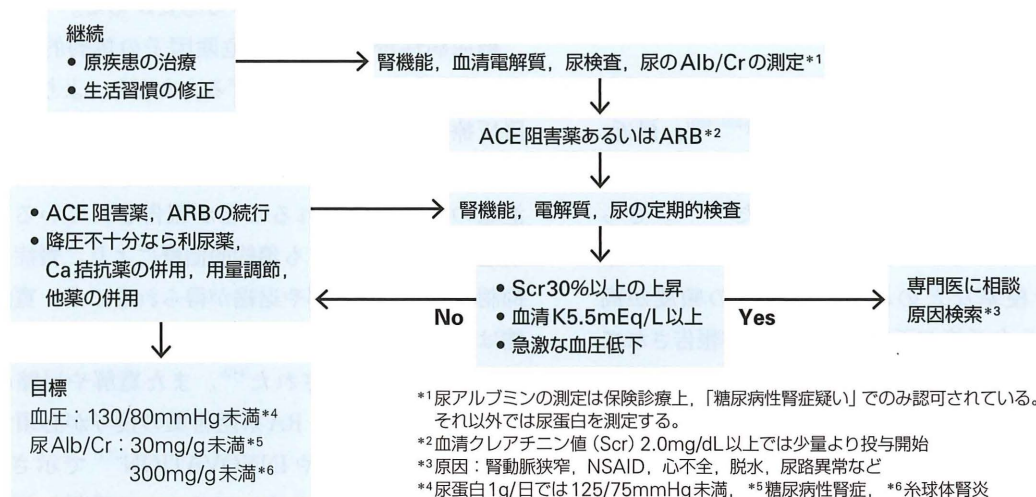 継続
• 原疾患の治療
• 生活習慣の修正
腎機能，血清電解質，尿検査，尿のAlb/Crの測定*1
ACE阻害薬あるいはARB*2
• ACE阻害薬，ARBの続行
• 降圧不十分なら利尿薬，
Ca拮抗薬の併用，用量調節，
他薬の併用
腎機能，電解質，尿の定期的検査
No
• Scr30%以上の上昇
• 血清K5.5mEq/L以上
• 急激な血圧低下
Yes
専門医に相談
原因検索*3
目標
血圧：130/80mmHg未満*4
尿Alb/Cr：30mg/g未満*5
300mg/g未満*6
*1尿アルブミンの測定は保険診療上，「糖尿病性腎症疑い」でのみ認可されている。
それ以外では尿蛋白を測定する。
*2血清クレアチニン値（Scr）2.0mg/dL以上では少量より投与開始
*3原因：腎動脈狭窄，NSAID，心不全，脱水，尿路異常など
*4尿蛋白1g/日では125/75mmHg未満，*5糖尿病性腎症，*6糸球体腎炎